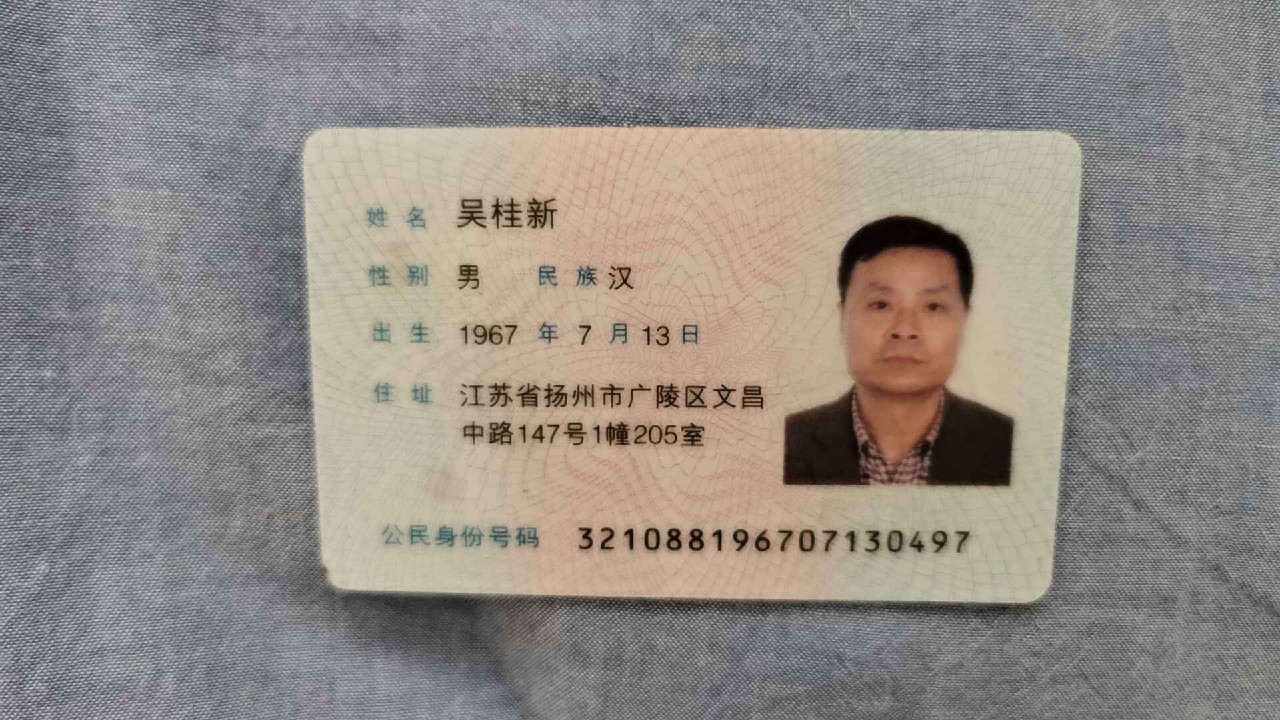 姓名 吴桂新
性别 男 民族 汉
出生 1967 年 7 月 13 日
住址 江苏省扬州市广陵区文昌
中路147号1幢205室
公民身份号码 321088196707130497